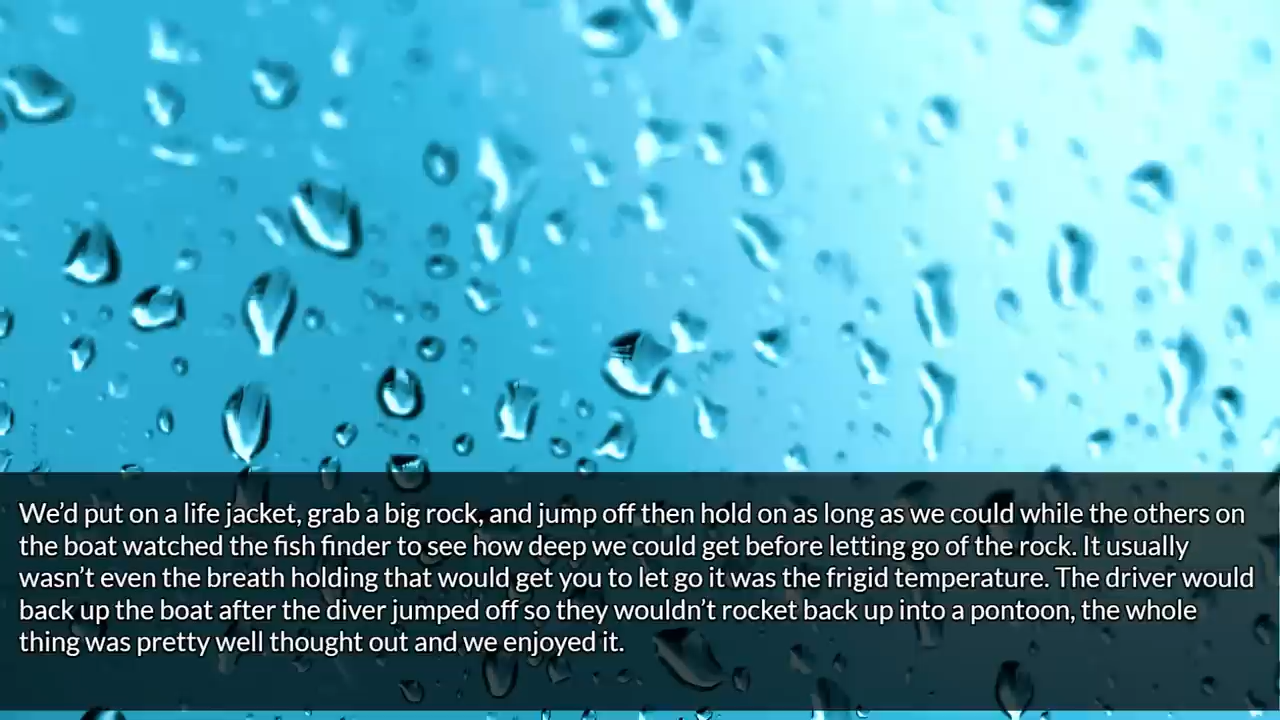 We’d put on a life jacket, grab a big rock, and jump off then hold on as long as we could while the others on
the boat watched the fish finder to see how deep we could get before letting go of the rock. It usually
wasn’t even the breath holding that would get you to let go it was the frigid temperature. The driver would
back up the boat after the diver jumped off so they wouldn’t rocket back up into a pontoon, the whole
thing was pretty well thought out and we enjoyed it.